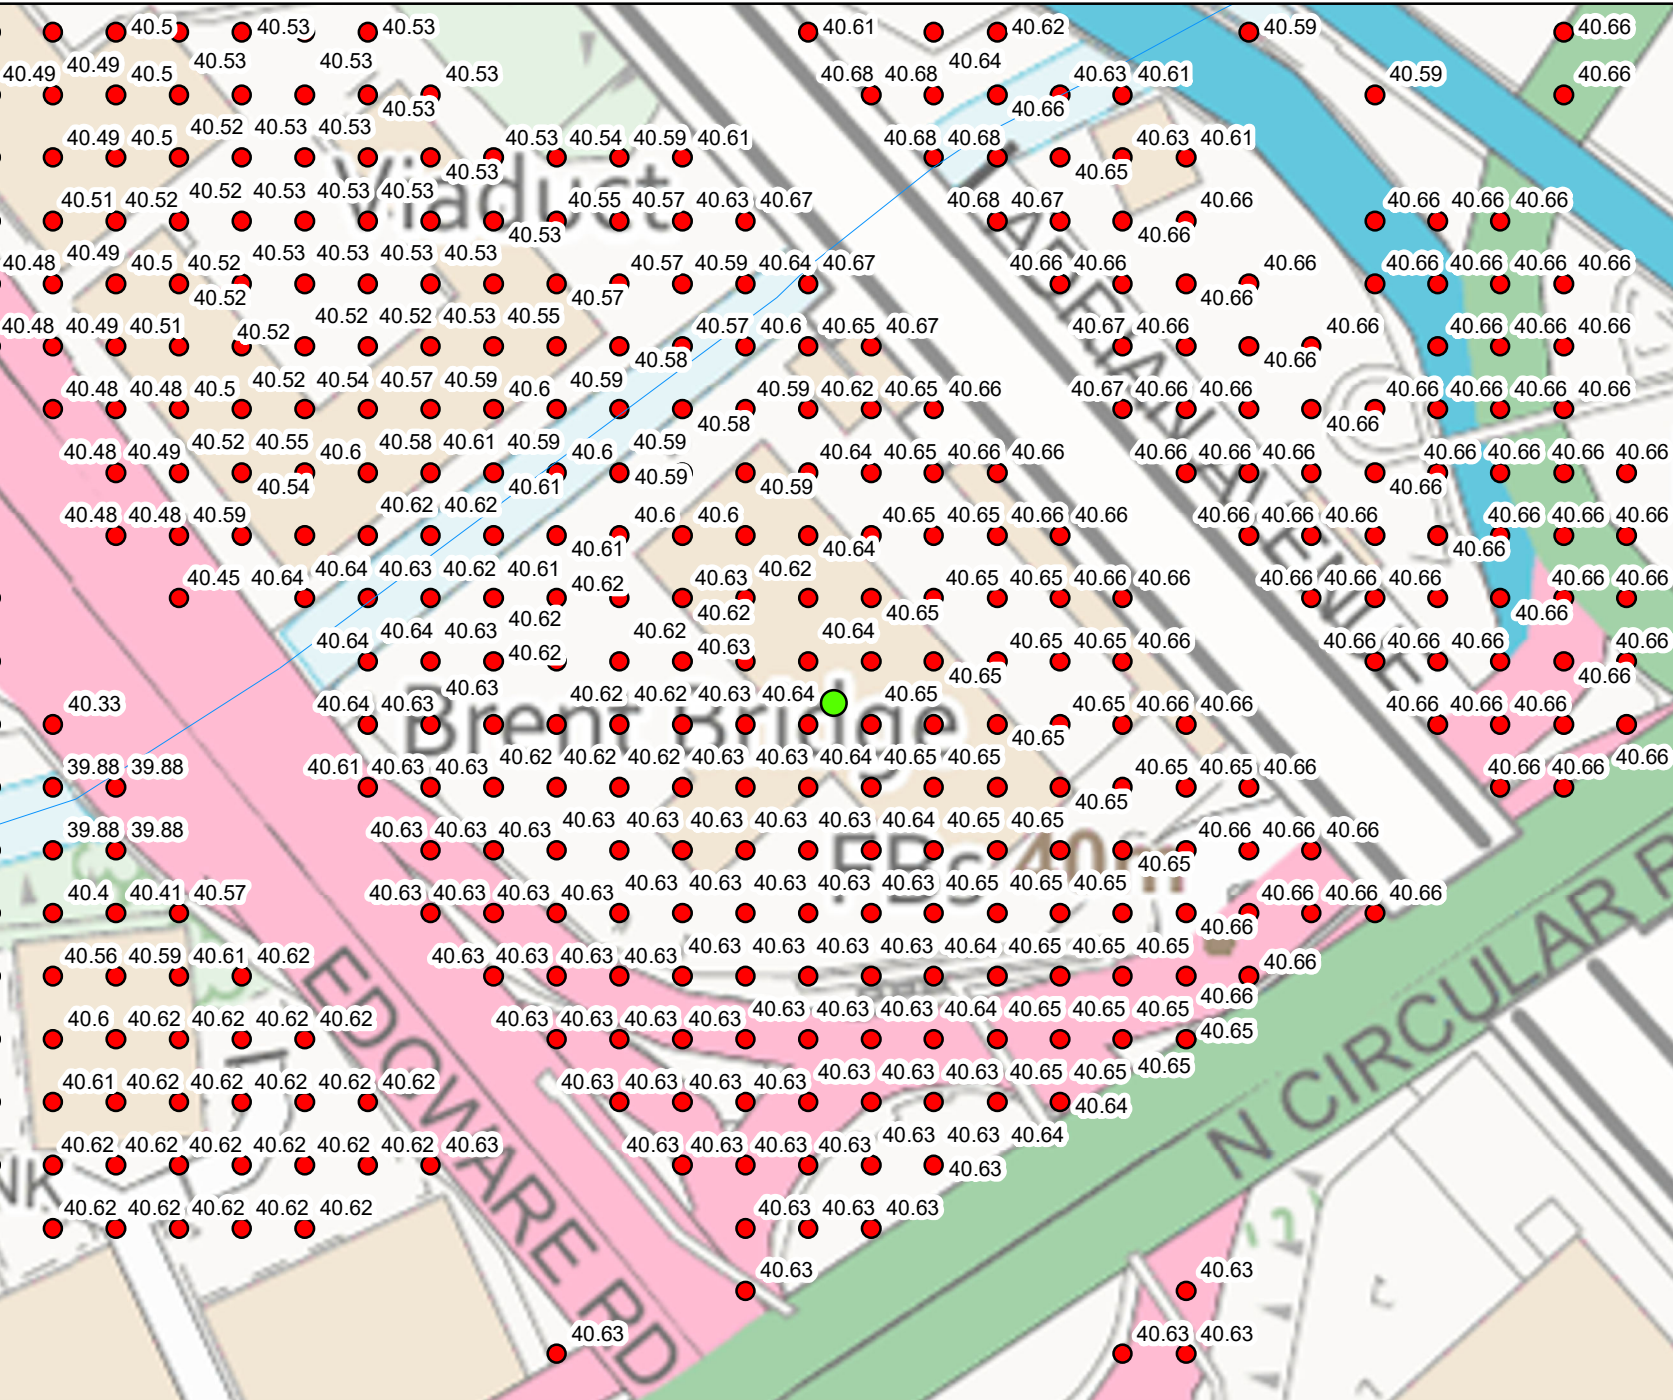 40.5 40.53 40.53 40.61 40.62 40.59 40.66
40.49 40.49 40.5 40.53 40.53 40.53 40.68 40.68 40.64 40.63 40.61 40.59 40.66
40.53 40.66
40.49 40.5 40.52 40.53 40.53 40.53 40.54 40.59 40.61 40.68 40.68 40.63 40.61
Viaduct
40.53 40.65
40.51 40.52 40.52 40.53 40.53 40.53 40.55 40.57 40.63 40.67 40.68 40.67 40.66 40.66 40.66 40.66
40.53 40.66
40.48 40.49 40.5 40.52 40.53 40.53 40.53 40.53 40.57 40.59 40.64 40.67 40.66 40.66 40.66 40.66 40.66 40.66 40.66
40.52 40.57 40.66
40.48 40.49 40.51 40.52 40.52 40.52 40.53 40.55 40.57 40.6 40.65 40.67 40.67 40.66 40.66 40.66 40.66 40.66
40.58 40.66
40.48 40.48 40.5 40.52 40.54 40.57 40.59 40.6 40.59 40.59 40.62 40.65 40.66 40.67 40.66 40.66 40.66 40.66 40.66 40.66
40.58 40.66
40.48 40.49 40.52 40.55 40.6 40.58 40.61 40.59 40.6 40.59 40.64 40.65 40.66 40.66 40.66 40.66 40.66 40.66 40.66 40.66 40.66
40.54 40.61 40.59 40.59 40.66
40.48 40.48 40.59 40.62 40.62 40.6 40.6 40.65 40.65 40.66 40.66 40.66 40.66 40.66 40.66 40.66 40.66
40.61 40.64 40.66
40.45 40.64 40.64 40.63 40.62 40.61 40.62 40.63 40.62 40.65 40.65 40.66 40.66 40.66 40.66 40.66 40.66 40.66
40.62 40.62 40.65 40.66
40.64 40.64 40.63 40.62 40.62 40.63 40.64 40.65 40.65 40.66 40.66 40.66 40.66 40.66
40.65 40.66
40.33 40.64 40.63 40.63 40.62 40.62 40.63 40.64 40.65 40.65 40.66 40.66 40.66 40.66 40.66
Brent Bridge
40.65
39.88 39.88 40.61 40.63 40.63 40.62 40.62 40.62 40.63 40.63 40.64 40.65 40.65 40.65 40.65 40.66 40.66 40.66 40.66
40.65
39.88 39.88 40.63 40.63 40.63 40.63 40.63 40.63 40.63 40.63 40.64 40.65 40.65 40.66 40.66 40.66
FBs 40m
40.65
40.4 40.41 40.57 40.63 40.63 40.63 40.63 40.63 40.63 40.63 40.63 40.63 40.65 40.65 40.65 40.66 40.66 40.66
40.66
40.56 40.59 40.61 40.62 40.63 40.63 40.63 40.63 40.63 40.63 40.63 40.63 40.64 40.65 40.65 40.65 40.66
40.66
40.6 40.62 40.62 40.62 40.62 40.63 40.63 40.63 40.63 40.63 40.63 40.63 40.64 40.65 40.65 40.65 40.65
40.65
40.61 40.62 40.62 40.62 40.62 40.62 40.63 40.63 40.63 40.63 40.63 40.63 40.63 40.65 40.65
40.64
40.62 40.62 40.62 40.62 40.62 40.62 40.63 40.63 40.63 40.63 40.63 40.63 40.63 40.64
40.63
40.62 40.62 40.62 40.62 40.62 40.63 40.63 40.63
40.63 40.63
40.63 40.63 40.63
EDGWARE RD
N CIRCULAR R